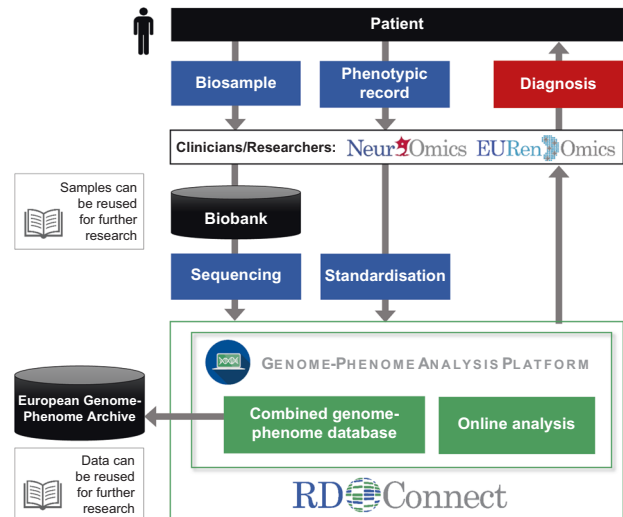 Patient
Biosample
Phenotypic
record
Diagnosis
Clinicians/Researchers: NeurOmics EURenOmics
Samples can
be reused
for further
research
Biobank
Sequencing
Standardisation
GENOME-PHENOME ANALYSIS PLATFORM
European Genome-
Phenome Archive
Combined genome-
phenome database
Online analysis
Data can
be reused
for further
research
RD Connect